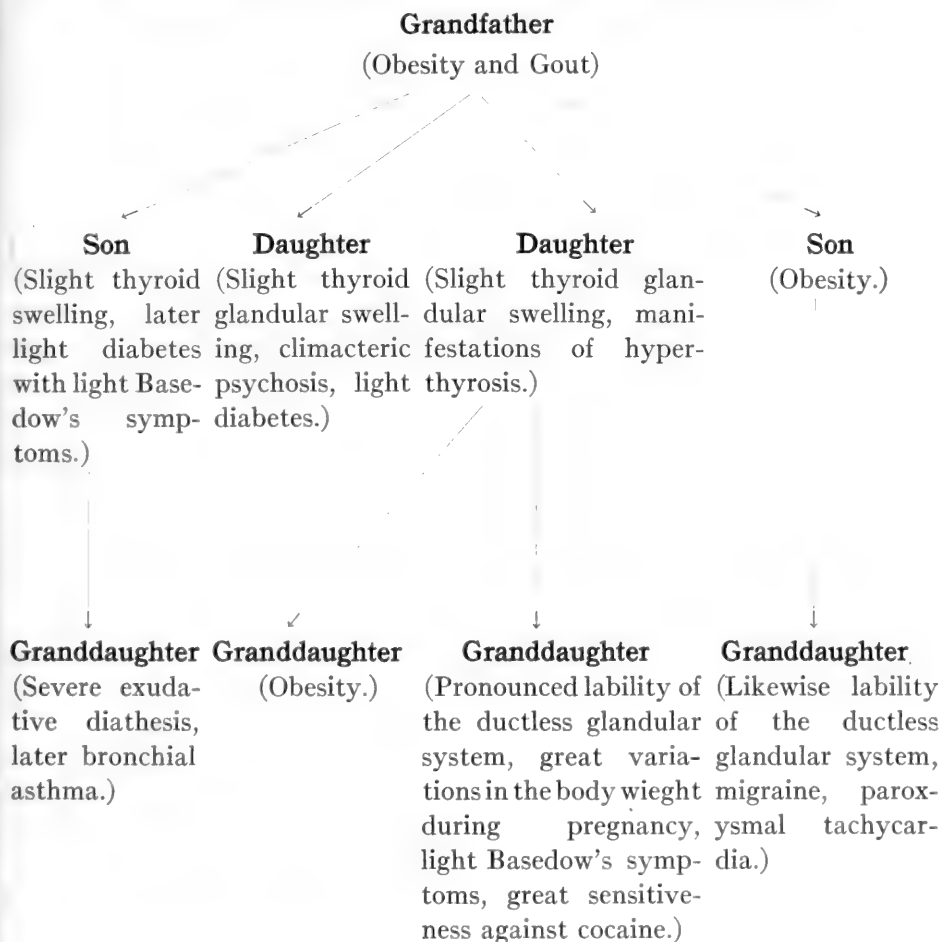 Grandfather
(Obesity and Gout)
Son
(Slight thyroid
swelling, later
light diabetes
with light Base-
dow's symp-
toms.)
Daughter
(Slight thyroid
glandular swell-
ing, climacteric
psychosis, light
diabetes.)
Daughter
(Slight thyroid glan-
dular swelling, mani-
festations of hyper-
thyrosis.)
Son
(Obesity.)
Granddaughter
(Severe exuda-
tive diathesis,
later bronchial
asthma.)
Granddaughter
(Obesity.)
Granddaughter
(Pronounced lability of
the ductless glandular
system, great varia-
tions in the body wieght
during pregnancy,
light Basedow's symp-
toms, great sensitive-
ness against cocaine.)
Granddaughter
(Likewise lability
of the ductless
glandular system,
migraine, parox-
ysmal tachycar-
dia.)